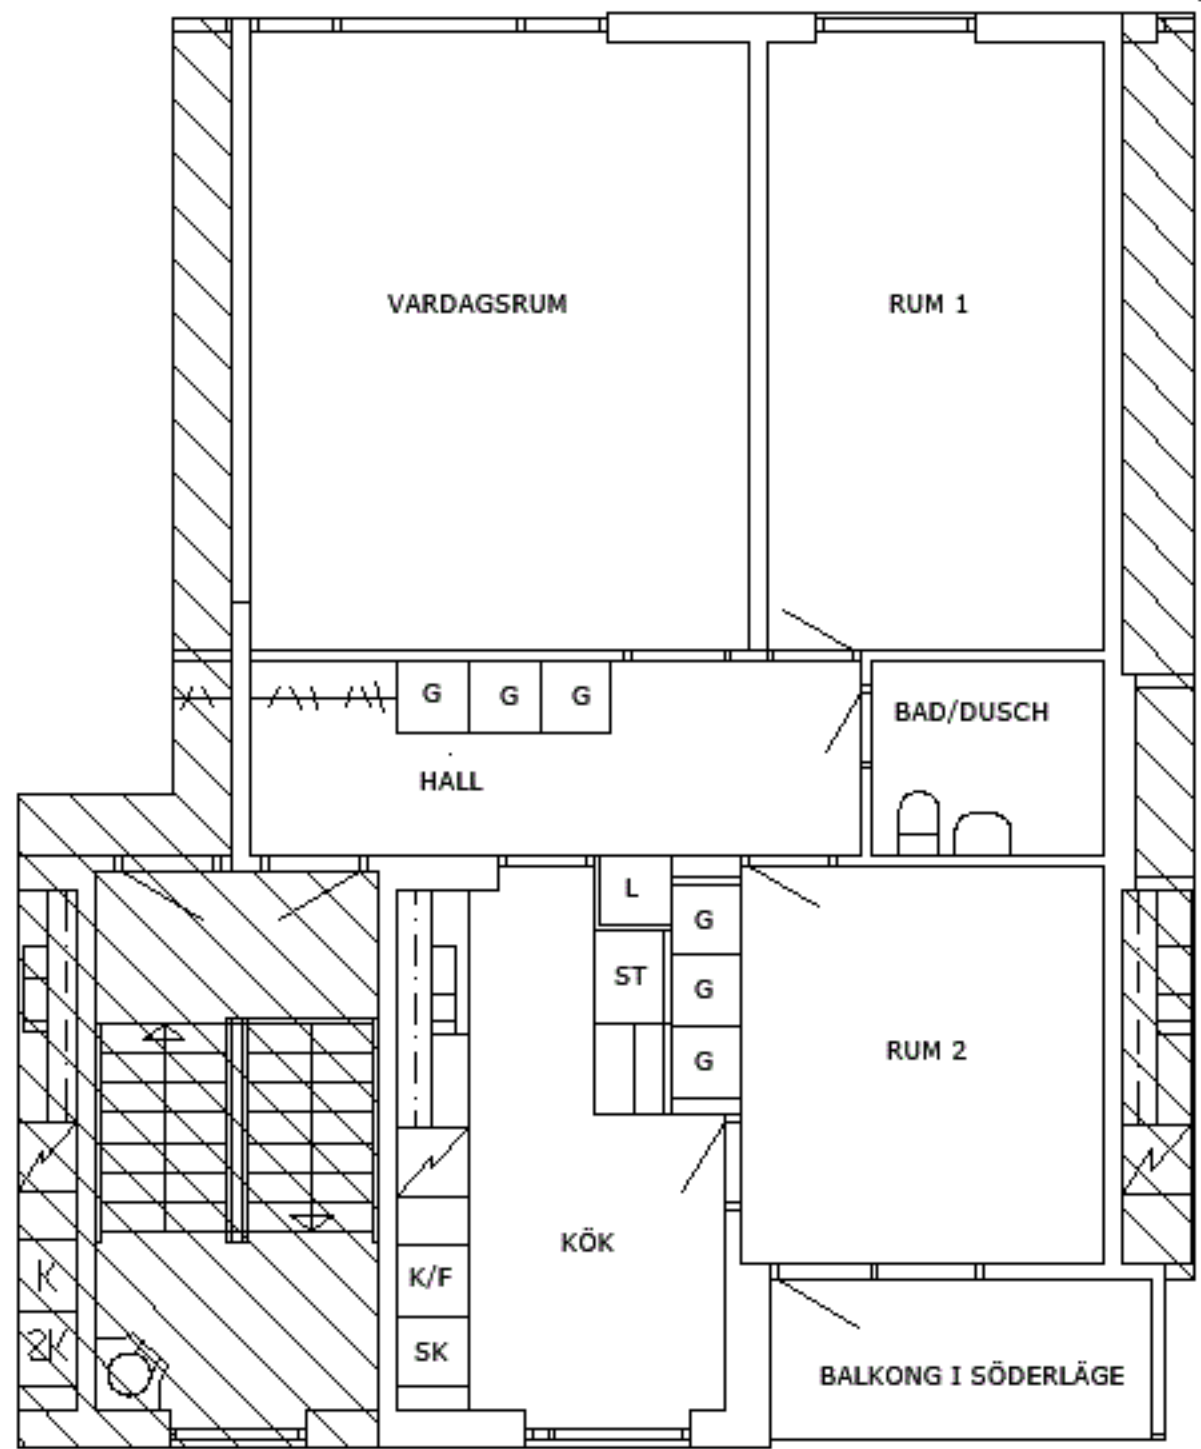 VARDAGSRUM
RUM 1
G
G
G
BAD/DUSCH
HALL
L
G
ST
G
RUM 2
G
KÖK
K
K/F
2K
SK
BALKONG I SÖDERLÄGE